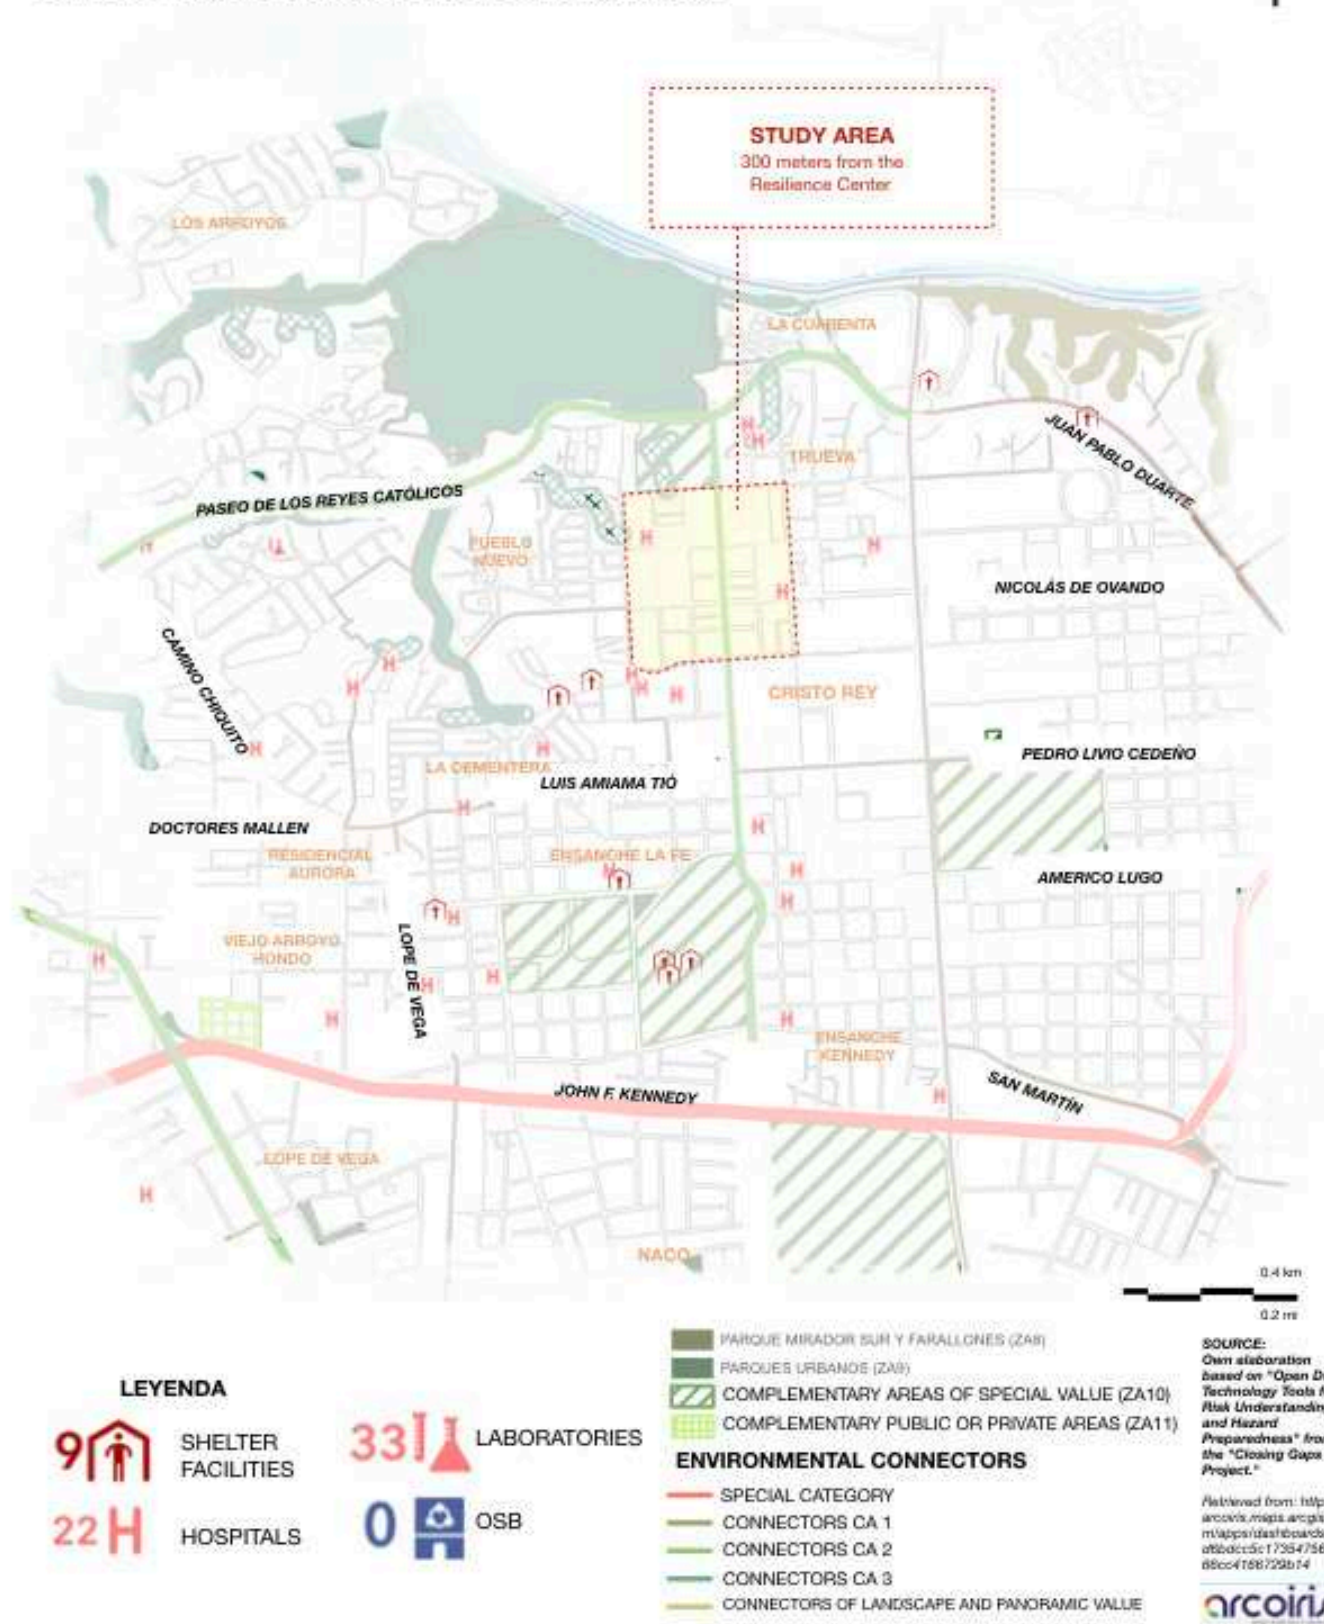 STUDY AREA
300 meters from the
Resilience Center
LOS ARROYOS
LA CUARENTA
JUAN PABLO DUARTE
TRUEVA
PASEO DE LOS REYES CATÓLICOS
PUEBLO
NUEVO
NICOLÁS DE OVANDO
CAMINO CHIQUITO
CRISTO REY
PEDRO LIVIO CEDEÑO
LA CEMENTERA
LUIS AMIAMA TIÓ
DOCTORES MALLEN
RESIDENCIAL
AURORA
ENSANCHE LA FE
AMERICO LUGO
VIEJO ARROYO
HONDO
LOPE DE VEGA
ENSANCHE
KENNEDY
JOHN F. KENNEDY
SAN MARTÍN
LOPE DE VEGA
NACO
0.4 km
0.2 mi
LEYENDA
9 SHELTER
FACILITIES
33 LABORATORIES
22 H HOSPITALS
0 OSB
PARQUE MIRADOR SUR Y FARALLONES (ZA8)
PARQUES URBANOS (ZA9)
COMPLEMENTARY AREAS OF SPECIAL VALUE (ZA10)
COMPLEMENTARY PUBLIC OR PRIVATE AREAS (ZA11)
ENVIRONMENTAL CONNECTORS
SPECIAL CATEGORY
CONNECTORS CA 1
CONNECTORS CA 2
CONNECTORS CA 3
CONNECTORS OF LANDSCAPE AND PANORAMIC VALUE
SOURCE:
Own elaboration
based on "Open
Technology Tools
Risk Understanding
and Hazard
Preparedness"
the "Closing Gaps
Project."
Retrieved from: